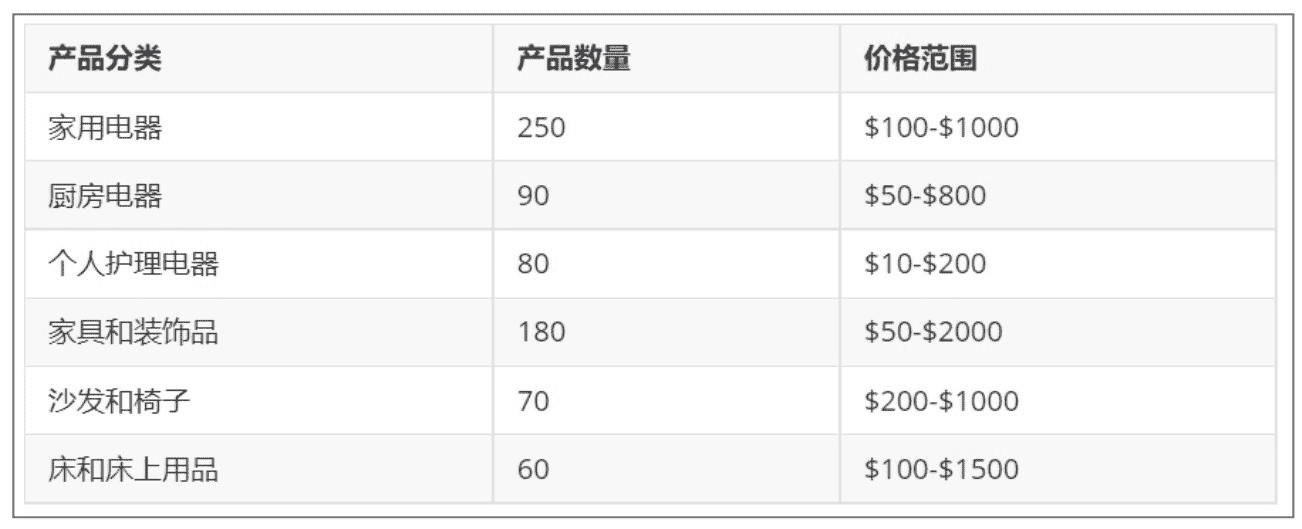 产品分类 产品数量 价格范围
家用电器 250 $100-$1000
厨房电器 90 $50-$800
个人护理电器 80 $10-$200
家具和装饰品 180 $50-$2000
沙发和椅子 70 $200-$1000
床和床上用品 60 $100-$1500